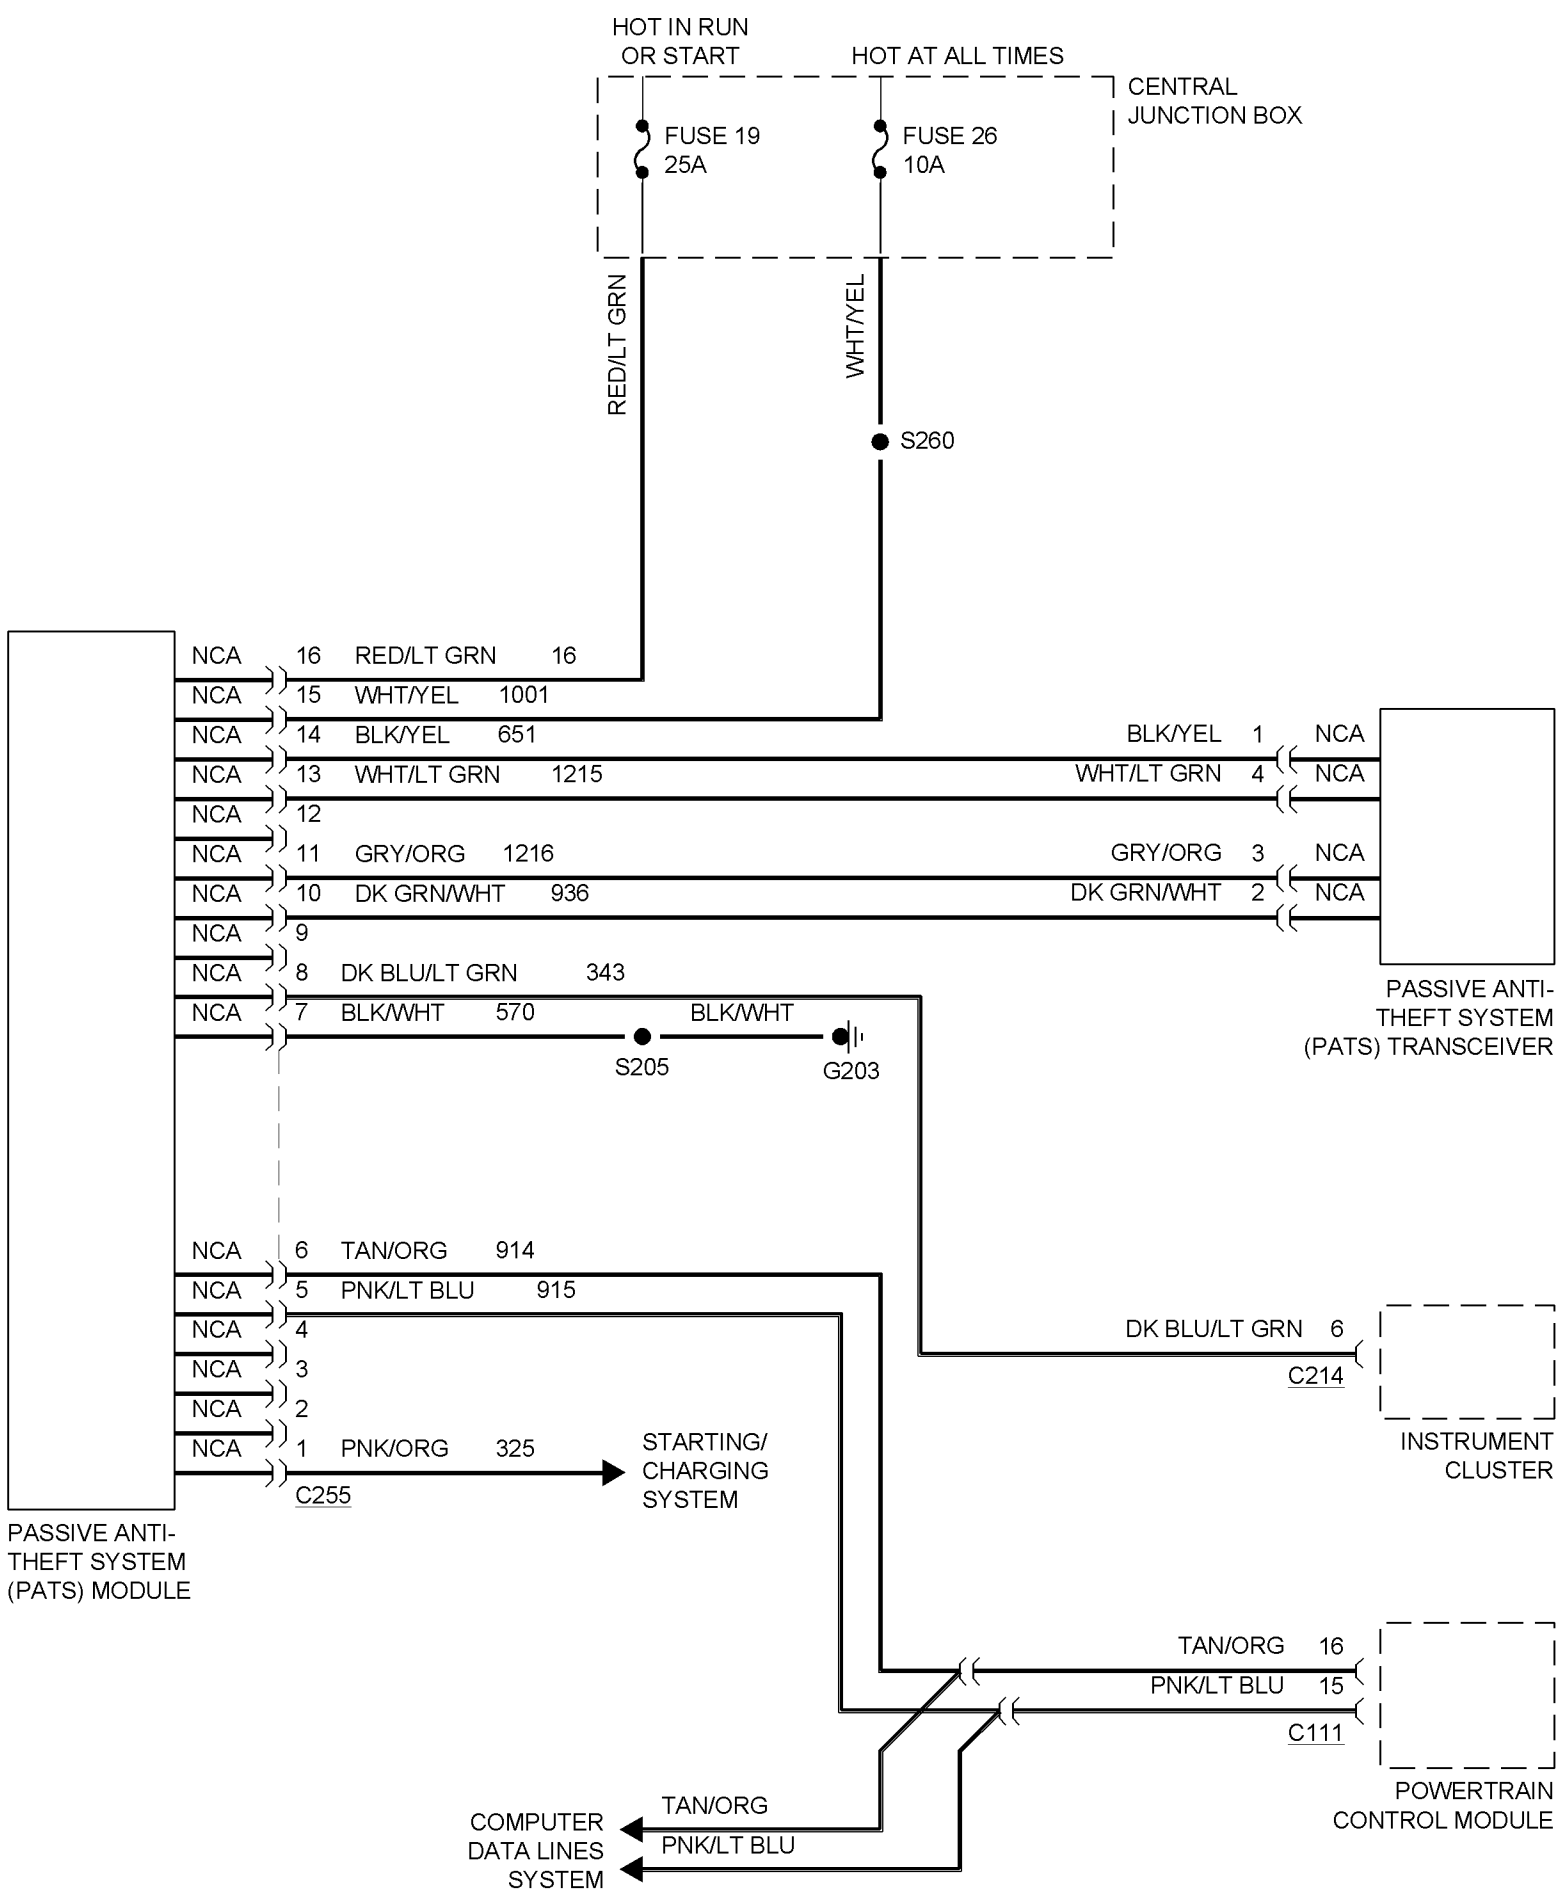 HOT IN RUN
OR START
HOT AT ALL TIMES
CENTRAL
JUNCTION BOX
FUSE 19
25A
FUSE 26
10A
RED/LT GRN
WHT/YEL
S260
NCA 16 RED/LT GRN 16
NCA 15 WHT/YEL 1001
NCA 14 BLK/YEL 651 BLK/YEL 1 NCA
NCA 13 WHT/LT GRN 1215 WHT/LT GRN 4 NCA
NCA 12
NCA 11 GRY/ORG 1216 GRY/ORG 3 NCA
NCA 10 DK GRN/WHT 936 DK GRN/WHT 2 NCA
NCA 9
NCA 8 DK BLU/LT GRN 343
NCA 7 BLK/WHT 570 BLK/WHT
S205
G203
PASSIVE ANTI-
THEFT SYSTEM
(PATS) TRANSCEIVER
NCA 6 TAN/ORG 914
NCA 5 PNK/LT BLU 915
NCA 4
NCA 3
NCA 2
NCA 1 PNK/ORG 325
C255
STARTING/
CHARGING
SYSTEM
DK BLU/LT GRN 6
C214
INSTRUMENT
CLUSTER
PASSIVE ANTI-
THEFT SYSTEM
(PATS) MODULE
TAN/ORG 16
PNK/LT BLU 15
C111
POWERTRAIN
CONTROL MODULE
TAN/ORG
PNK/LT BLU
COMPUTER
DATA LINES
SYSTEM